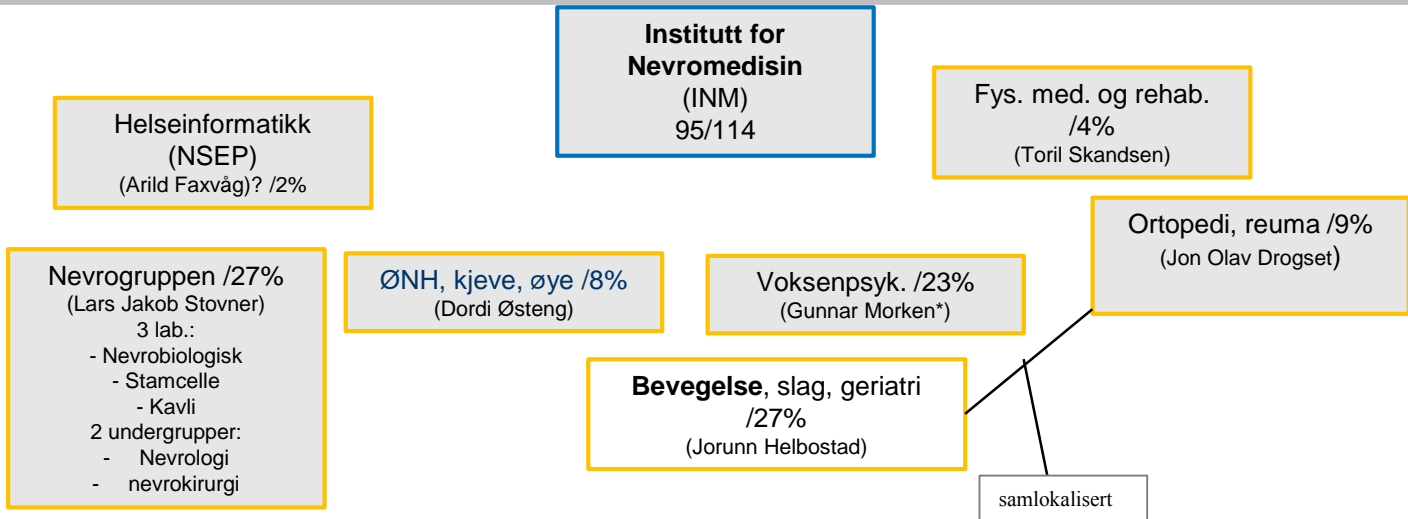 Institutt for
Nevromedisin
(INM)
95/114
Helseinformatikk
(NSEP)
(Arild Faxvåg)? /2%
Fys. med. og rehab.
/4%
(Toril Skandsen)
Ortopedi, reuma /9%
(Jon Olav Drogset)
Nevrogruppen /27%
(Lars Jakob Stovner)
3 lab.:
- Nevrobiologisk
- Stamcelle
- Kavli
2 undergrupper:
- Nevrologi
- nevrokirurgi
ØNH, kjeve, øye /8%
(Dordi Østeng)
Voksenpsyk. /23%
(Gunnar Morken*)
Bevegelse, slag, geriatri
/27%
(Jorunn Helbostad)
samlokalisert